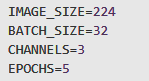 IMAGE_SIZE=224
BATCH_SIZE=32
CHANNELS=3
EPOCHS=5